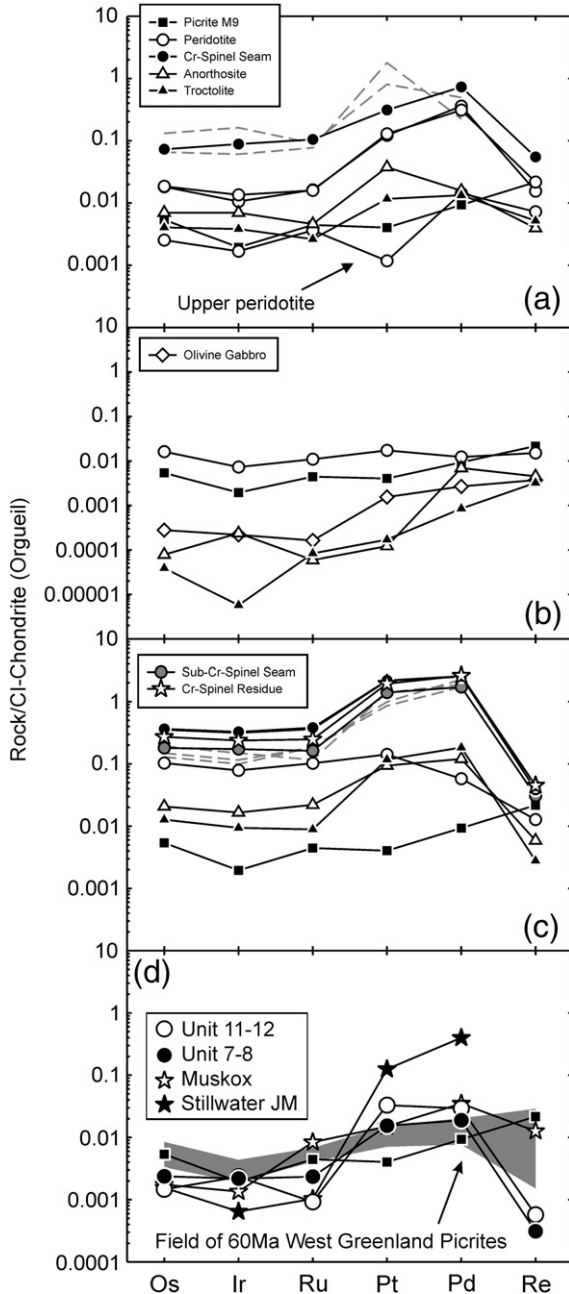 10
Picrite M9
Peridotite
Cr-Spinel Seam
Anorthosite
Troctolite
1
0.1
0.01
0.001
Upper peridotite
(a)
10
Olivine Gabbro
1
0.1
0.01
0.001
0.0001
0.00001
(b)
Rock/CI-Chondrite (Orgueil)
10
Sub-Cr-Spinel Seam
Cr-Spinel Residue
1
0.1
0.01
0.001
(c)
10
(d)
Unit 11-12
Unit 7-8
Muskox
Stillwater JM
1
0.1
0.01
0.001
Field of 60Ma West Greenland Picrites
0.0001
Os Ir Ru Pt Pd Re